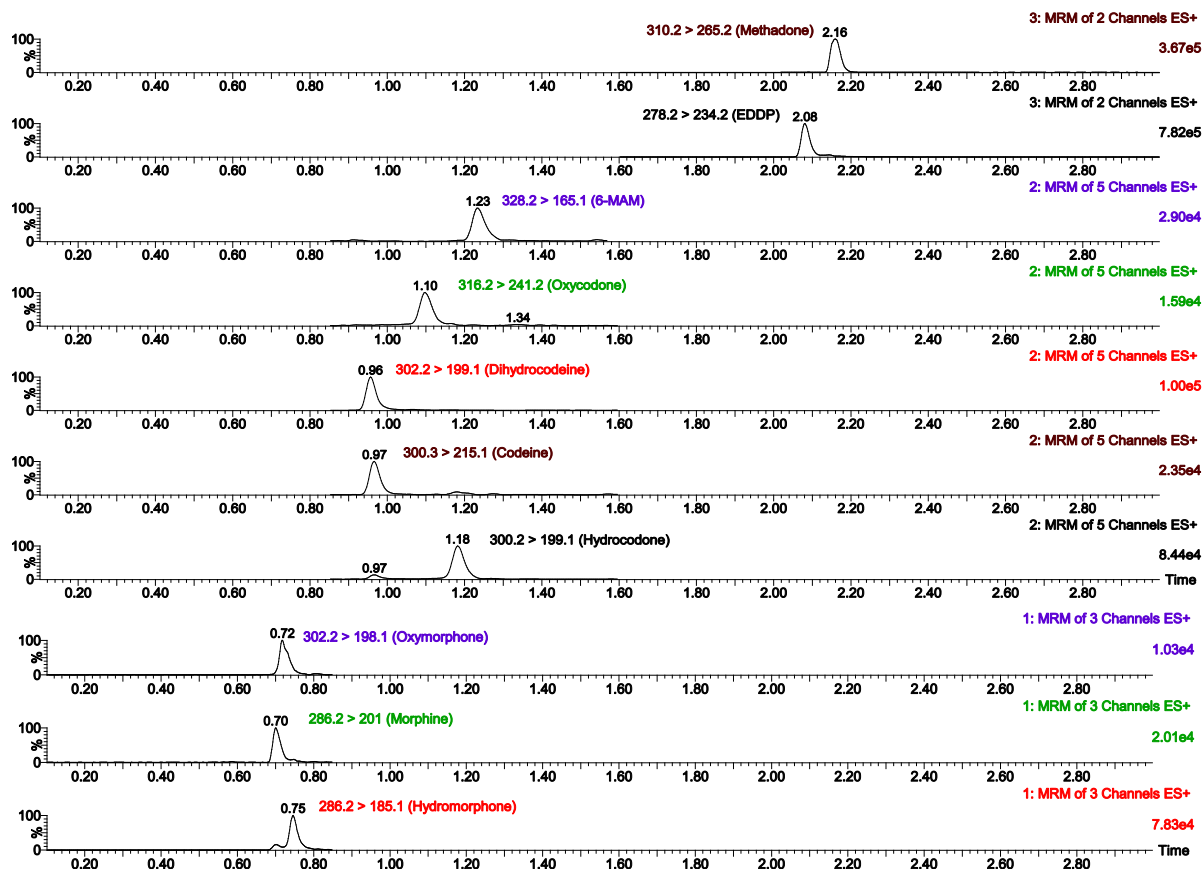 3: MRM of 2 Channels ES+
310.2 > 265.2 (Methadone) 2.16
3.67e5
100
%
0
0.20 0.40 0.60 0.80 1.00 1.20 1.40 1.60 1.80 2.00 2.20 2.40 2.60 2.80
3: MRM of 2 Channels ES+
278.2 > 234.2 (EDDP) 2.08
7.82e5
100
%
0
0.20 0.40 0.60 0.80 1.00 1.20 1.40 1.60 1.80 2.00 2.20 2.40 2.60 2.80
2: MRM of 5 Channels ES+
1.23 328.2 > 165.1 (6-MAM)
2.90e4
100
%
0
0.20 0.40 0.60 0.80 1.00 1.20 1.40 1.60 1.80 2.00 2.20 2.40 2.60 2.80
2: MRM of 5 Channels ES+
1.10 316.2 > 241.2 (Oxycodone)
1.59e4
100
%
1.34
0
0.20 0.40 0.60 0.80 1.00 1.20 1.40 1.60 1.80 2.00 2.20 2.40 2.60 2.80
2: MRM of 5 Channels ES+
0.96 302.2 > 199.1 (Dihydrocodeine)
1.00e5
100
%
0
0.20 0.40 0.60 0.80 1.00 1.20 1.40 1.60 1.80 2.00 2.20 2.40 2.60 2.80
2: MRM of 5 Channels ES+
0.97 300.3 > 215.1 (Codeine)
2.35e4
100
%
0
0.20 0.40 0.60 0.80 1.00 1.20 1.40 1.60 1.80 2.00 2.20 2.40 2.60 2.80
2: MRM of 5 Channels ES+
1.18 300.2 > 199.1 (Hydrocodone)
8.44e4
100
%
0.97
0
Time
0.20 0.40 0.60 0.80 1.00 1.20 1.40 1.60 1.80 2.00 2.20 2.40 2.60 2.80
1: MRM of 3 Channels ES+
0.72 302.2 > 198.1 (Oxymorphone)
1.03e4
100
%
0
0.20 0.40 0.60 0.80 1.00 1.20 1.40 1.60 1.80 2.00 2.20 2.40 2.60 2.80
1: MRM of 3 Channels ES+
0.70 286.2 > 201 (Morphine)
2.01e4
100
%
0
0.20 0.40 0.60 0.80 1.00 1.20 1.40 1.60 1.80 2.00 2.20 2.40 2.60 2.80
1: MRM of 3 Channels ES+
0.75 286.2 > 185.1 (Hydromorphone)
7.83e4
100
%
0
Time
0.20 0.40 0.60 0.80 1.00 1.20 1.40 1.60 1.80 2.00 2.20 2.40 2.60 2.80